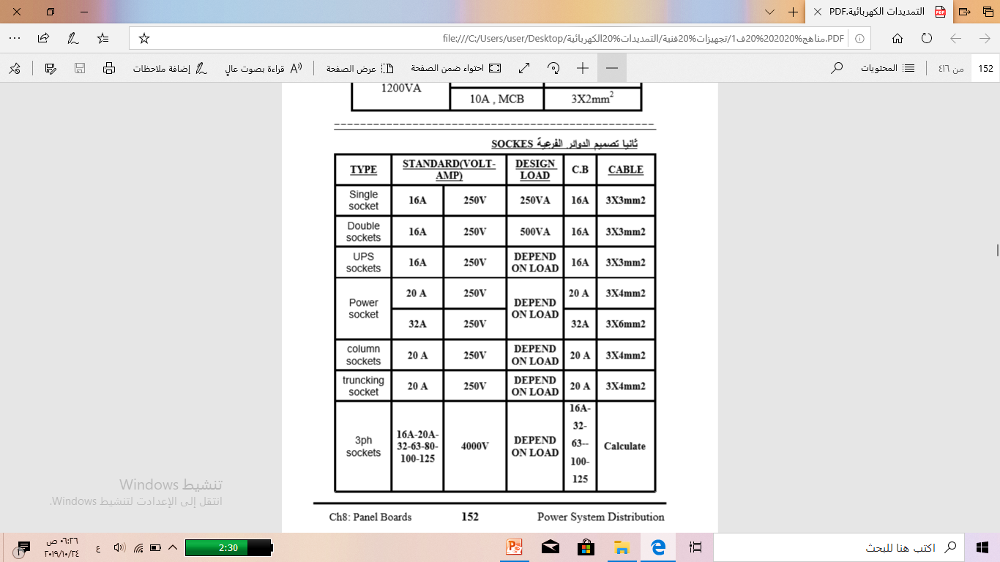 التمديدات الكهربائية.PDF
file:///C:/Users/user/Desktop/مناهج%202020%20ف1/تجهيزات%20فنية/التمديدات%20الكهربائية.PDF
152 من ٤١٦ المحتويات
احتواء ضمن الصفحة
عرض الصفحة
قراءة بصوت عالٍ
إضافة ملاحظات
1200VA
10A , MCB 3X2mm2
ثانيا تصميم الدوائر الفرعية SOCKES
TYPE STANDARD(VOLT-AMP) DESIGN LOAD C.B CABLE
Single socket 16A 250V 250VA 16A 3X3mm2
Double sockets 16A 250V 500VA 16A 3X3mm2
UPS sockets 16A 250V DEPEND ON LOAD 16A 3X3mm2
Power socket 20 A 250V DEPEND ON LOAD 20 A 3X4mm2
32A 250V 32A 3X6mm2
column sockets 20 A 250V DEPEND ON LOAD 20 A 3X4mm2
truncking socket 20 A 250V DEPEND ON LOAD 20 A 3X4mm2
3ph sockets 16A-20A-32-63-80-100-125 4000V DEPEND ON LOAD 16A-32-63--100-125 Calculate
Ch8: Panel Boards 152 Power System Distribution
تنشيط Windows
انتقل إلى الإعدادت لتنشيط Windows.
اكتب هنا للبحث
2:30
ع
٠٦:٢٦ ص
٢٠١٩/١٠/٢٤